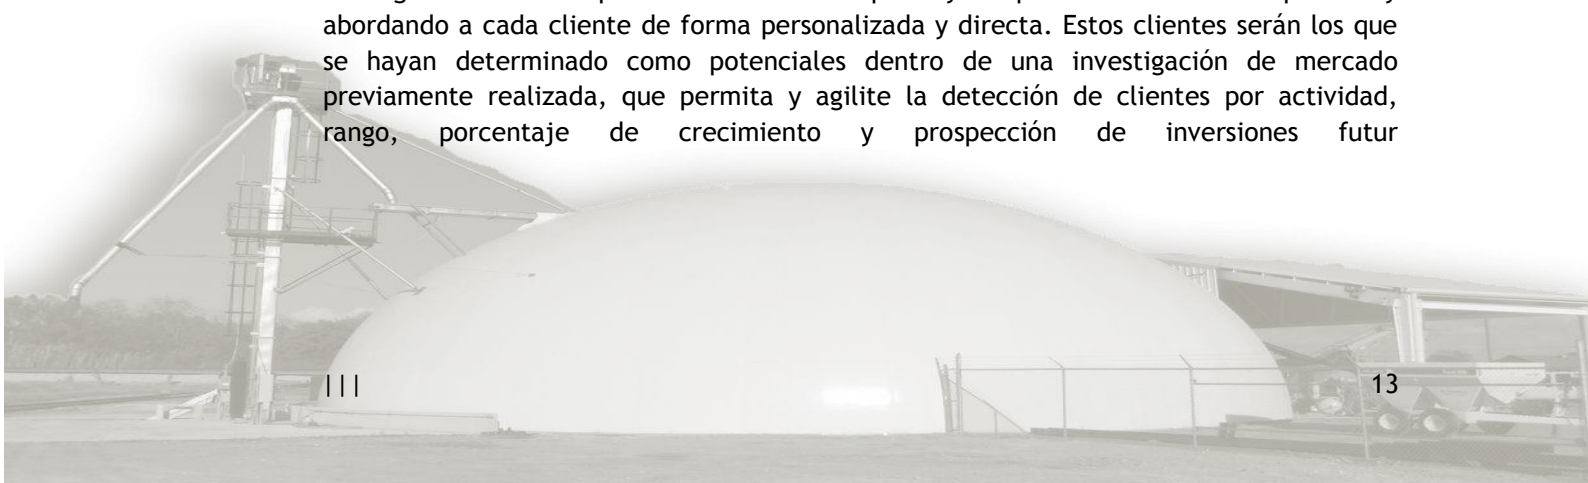 abordando a cada cliente de forma personalizada y directa. Estos clientes serán los que
se hayan determinado como potenciales dentro de una investigación de mercado
previamente realizada, que permita y agilite la detección de clientes por actividad,
rango, porcentaje de crecimiento y prospección de inversiones futur
||| 13